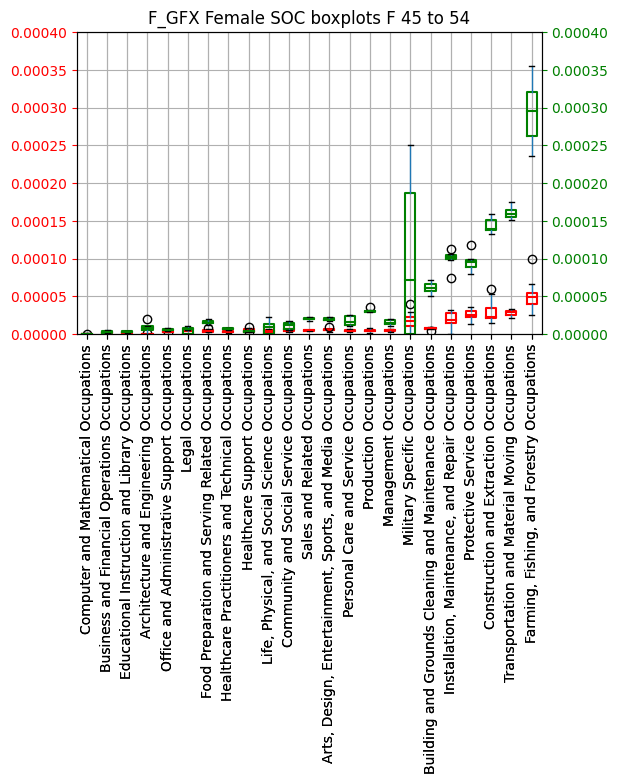 F_GFX Female SOC boxplots F 45 to 54
0.00040
0.00035
0.00030
0.00025
0.00020
0.00015
0.00010
0.00005
0.00000
0.00040
0.00035
0.00030
0.00025
0.00020
0.00015
0.00010
0.00005
0.00000
Computer and Mathematical Occupations
Business and Financial Operations Occupations
Educational Instruction and Library Occupations
Architecture and Engineering Occupations
Office and Administrative Support Occupations
Legal Occupations
Food Preparation and Serving Related Occupations
Healthcare Practitioners and Technical Occupations
Healthcare Support Occupations
Life, Physical, and Social Science Occupations
Community and Social Service Occupations
Sales and Related Occupations
Arts, Design, Entertainment, Sports, and Media Occupations
Personal Care and Service Occupations
Production Occupations
Management Occupations
Military Specific Occupations
Building and Grounds Cleaning and Maintenance Occupations
Installation, Maintenance, and Repair Occupations
Protective Service Occupations
Construction and Extraction Occupations
Transportation and Material Moving Occupations
Farming, Fishing, and Forestry Occupations